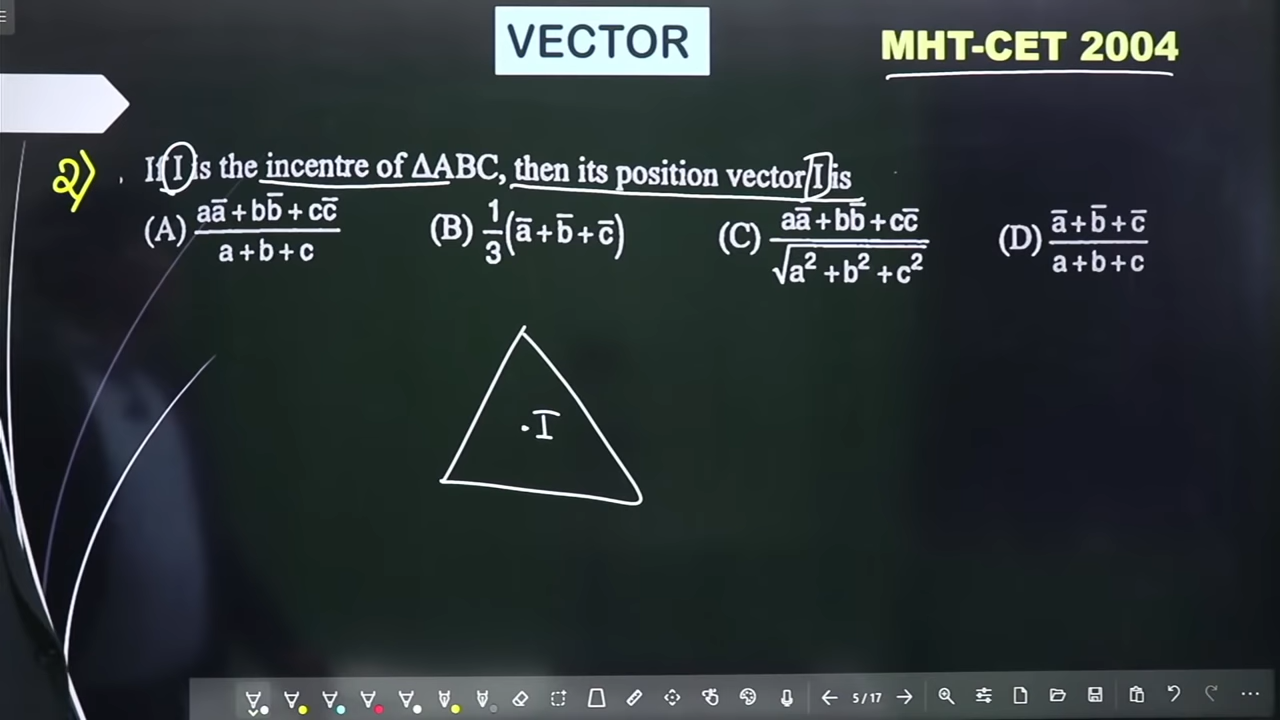 VECTOR
MHT-CET 2004
२) . If I is the incentre of ΔABC, then its position vector I is
(A) (aā + bb̄ + cc̄)/(a + b + c) (B) 1/3 (ā + b̄ + c̄) (C) (aā + bb̄ + cc̄)/√(a² + b² + c²) (D) (ā + b̄ + c̄)/(a + b + c)
.I
5/17